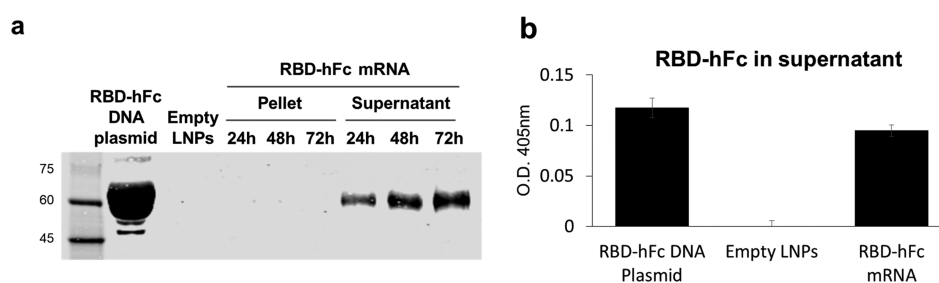 a
RBD-hFc mRNA
RBD-hFc DNA plasmid
Empty LNPs
Pellet
Supernatant
24h 48h 72h 24h 48h 72h
75
60
45
b
RBD-hFc in supernatant
0.15
0.1
0.05
0
O.D. 405nm
RBD-hFc DNA Plasmid
Empty LNPs
RBD-hFc mRNA